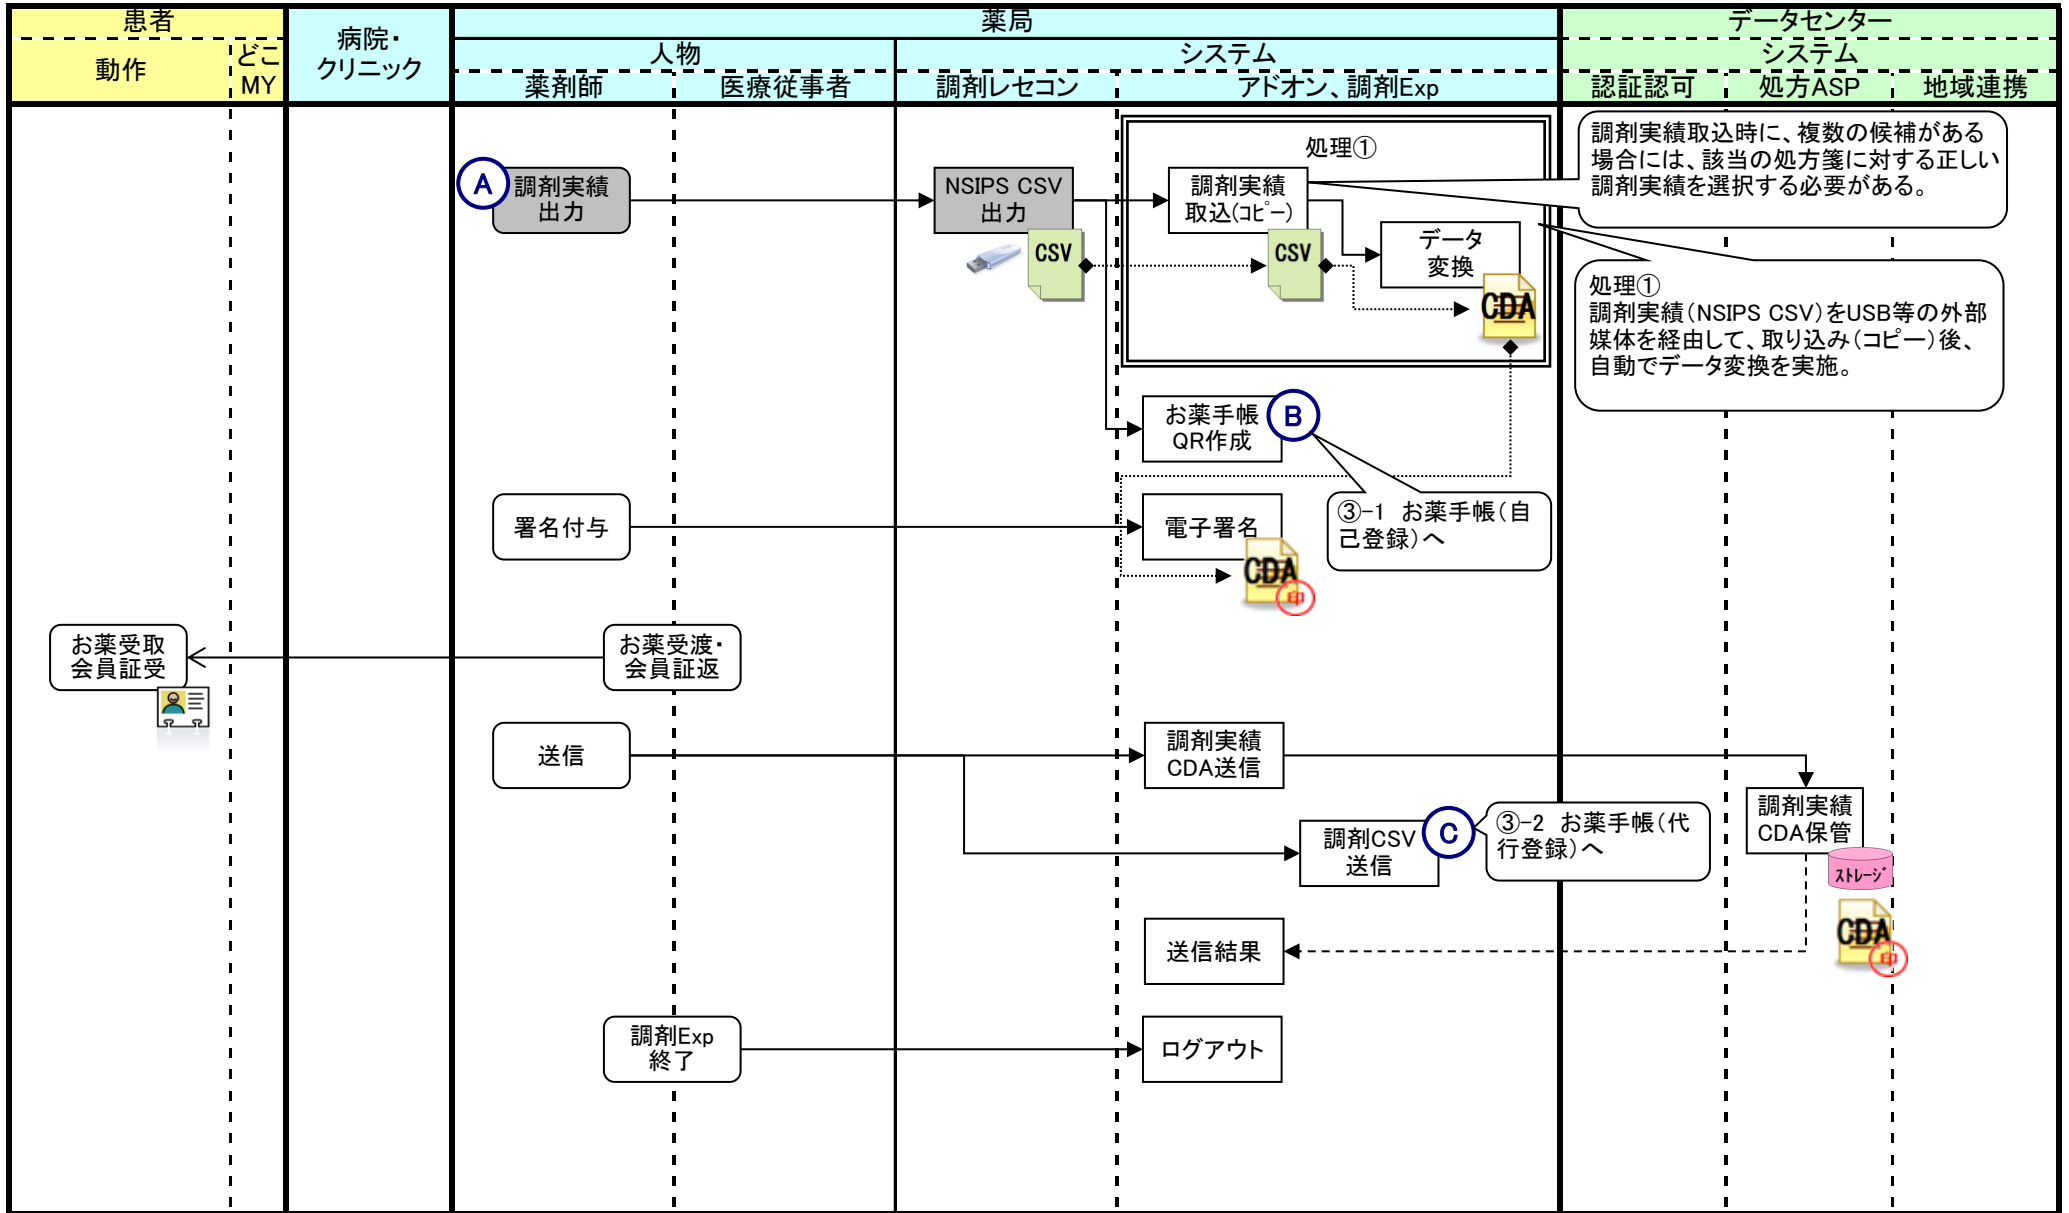 患者
病院・
クリニック
薬局
データセンター
動作
どこ
MY
人物
システム
システム
薬剤師
医療従事者
調剤レセコン
アドオン、調剤Exp
認証認可
処方ASP
地域連携
A
調剤実績
出力
NSIPS CSV
出力
CSV
処理①
調剤実績
取込(コピー)
CSV
データ
変換
CDA
調剤実績取込時に、複数の候補がある
場合には、該当の処方箋に対する正しい
調剤実績を選択する必要がある。
処理①
調剤実績(NSIPS CSV)をUSB等の外部
媒体を経由して、取り込み(コピー)後、
自動でデータ変換を実施。
お薬手帳
QR作成
B
③-1 お薬手帳(自
己登録)へ
署名付与
電子署名
CDA
印
お薬受取
会員証受
お薬受渡・
会員証返
送信
調剤実績
CDA送信
調剤実績
CDA保管
ストレージ
CDA
印
調剤CSV
送信
C
③-2 お薬手帳(代
行登録)へ
送信結果
調剤Exp
終了
ログアウト